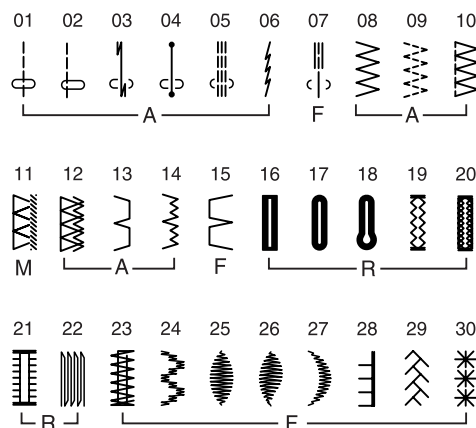 01 02 03 04 05 06 07 08 09 10
A F A
11 12 13 14 15 16 17 18 19 20
M A F R
21 22 23 24 25 26 27 28 29 30
R F